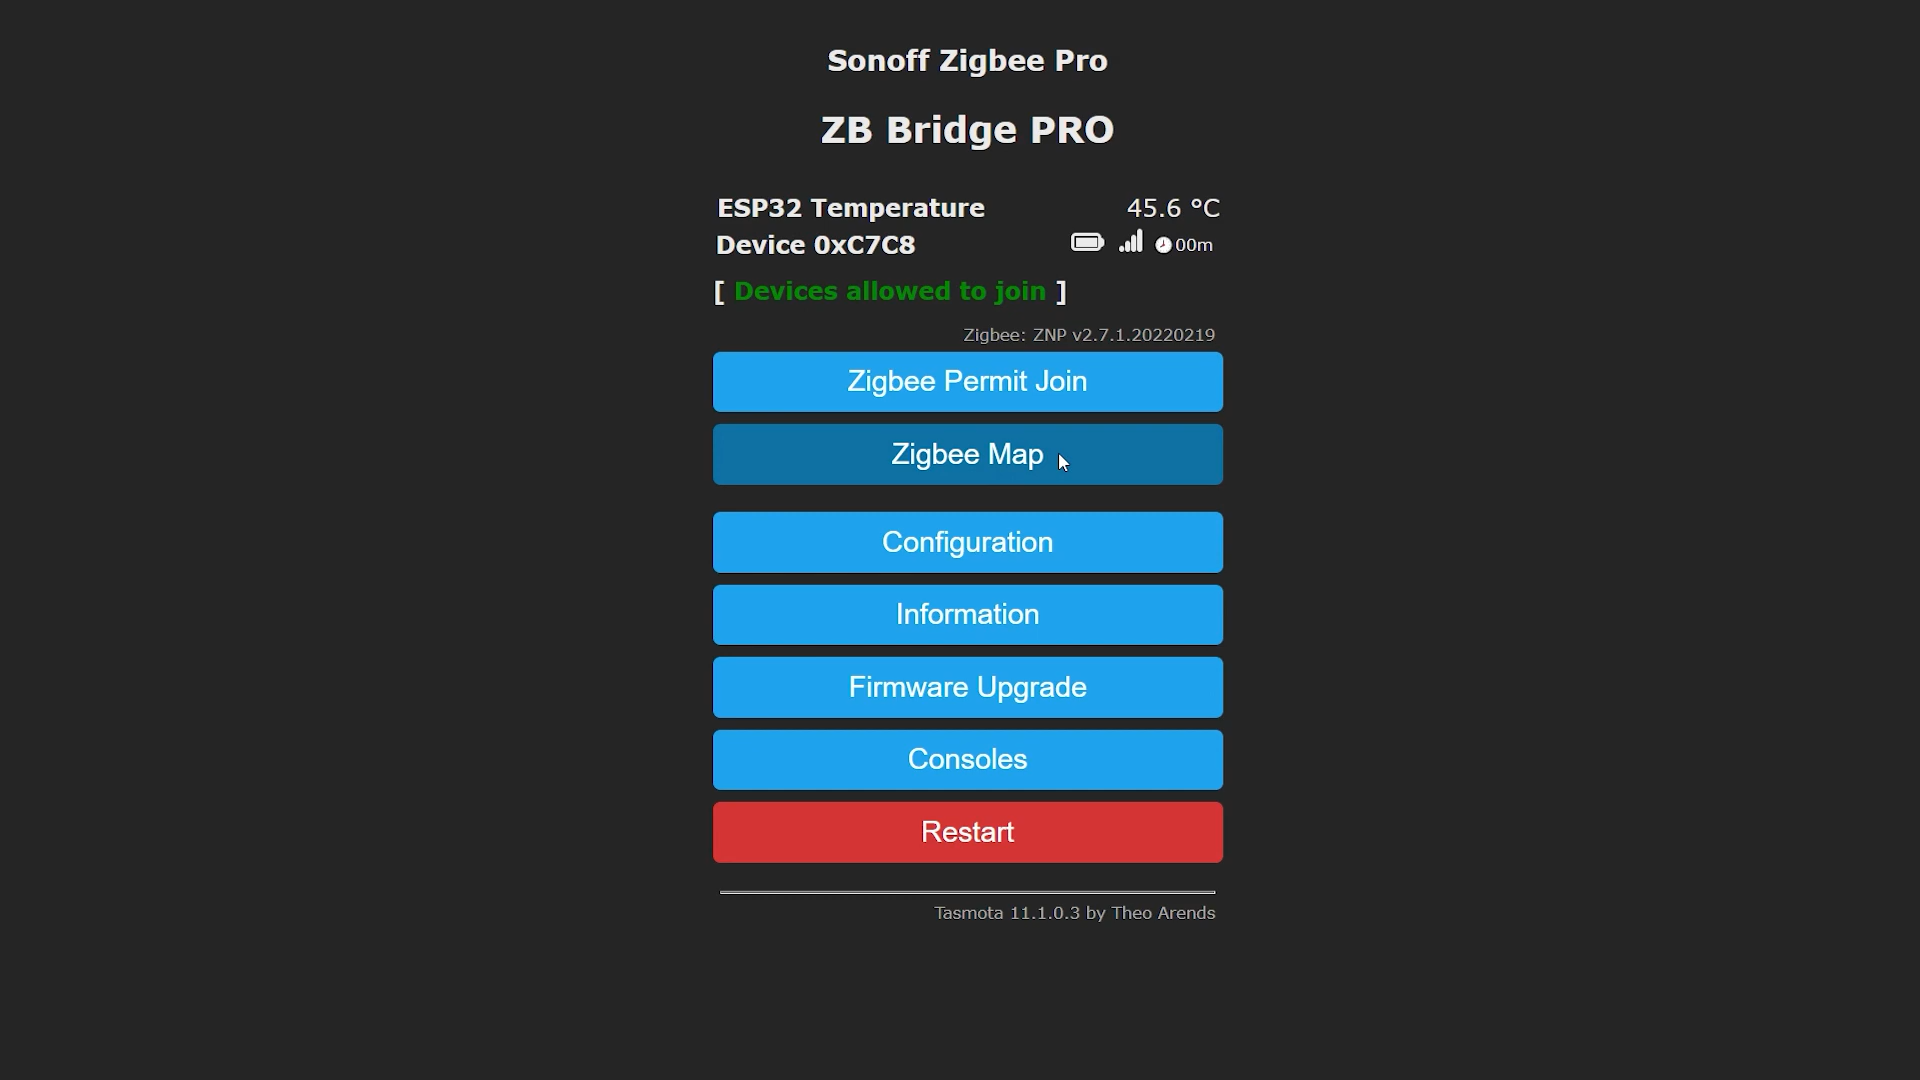 Sonoff Zigbee Pro
ZB Bridge PRO
ESP32 Temperature 45.6 °C
Device 0xC7C8 00m
[ Devices allowed to join ]
Zigbee: ZNP v2.7.1.20220219
Zigbee Permit Join
Zigbee Map
Configuration
Information
Firmware Upgrade
Consoles
Restart
Tasmota 11.1.0.3 by Theo Arends